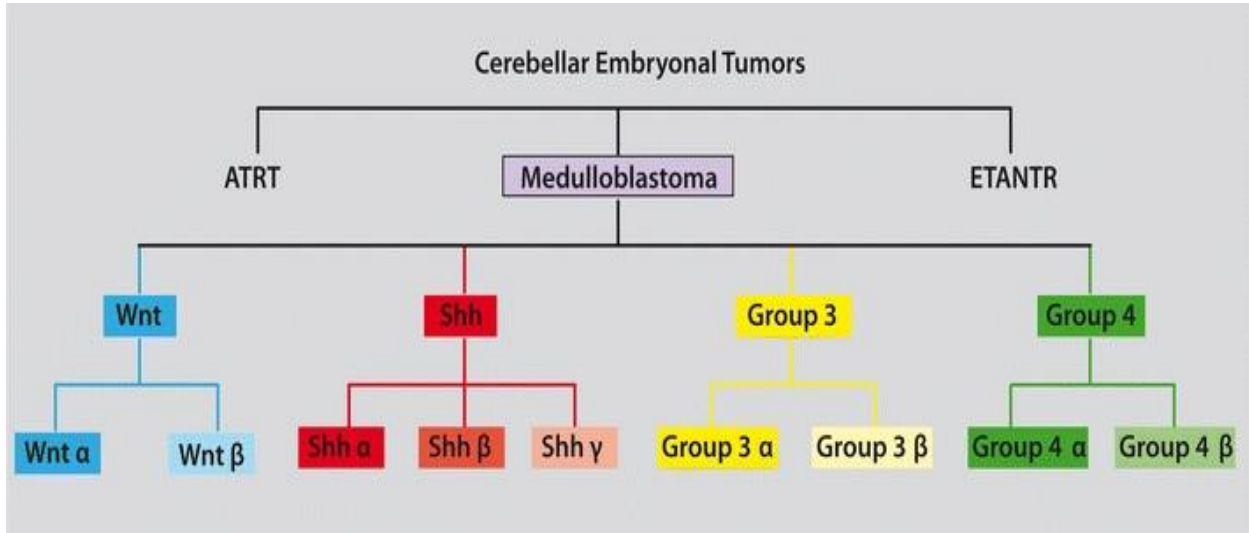 Cerebellar Embryonal Tumors
ATRT
Medulloblastoma
ETANTR
Wnt
Shh
Group 3
Group 4
Wnt α
Wnt β
Shh α
Shh β
Shh γ
Group 3 α
Group 3 β
Group 4 α
Group 4 β